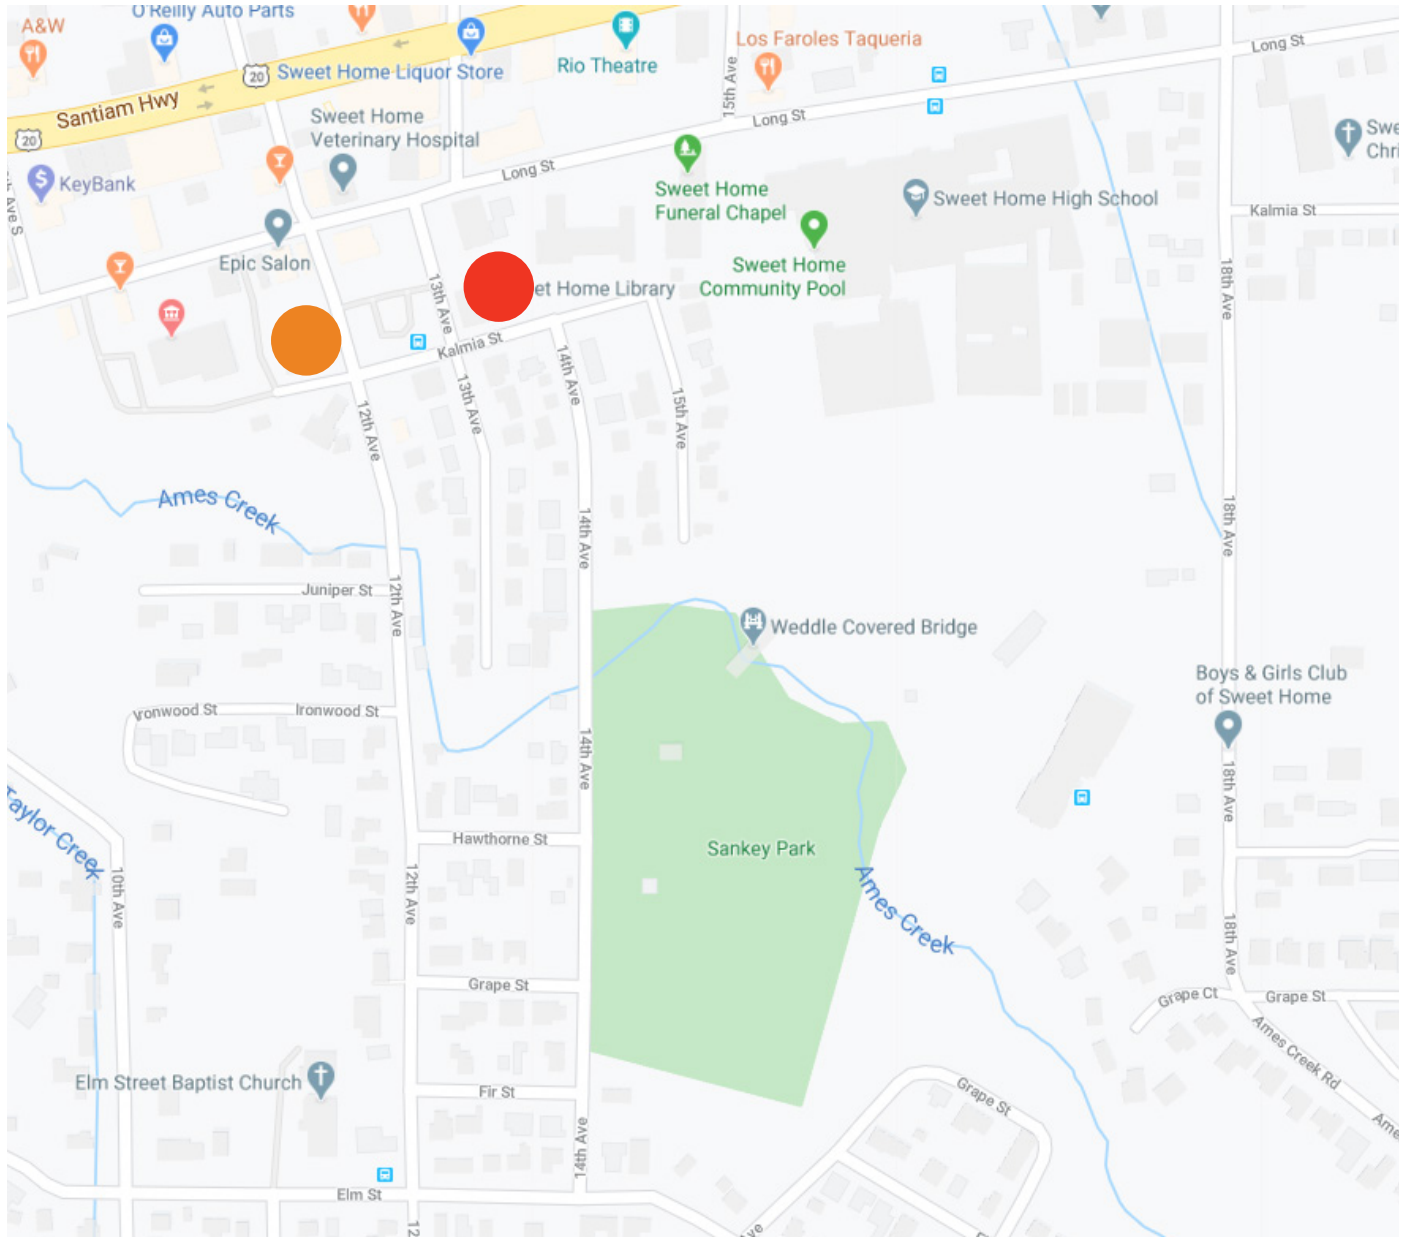 O'Reilly Auto Parts
A&W
Los Faroles Taqueria
Long St
Rio Theatre
20
Sweet Home Liquor Store
15th Ave
Santiam Hwy
20
Sweet Home
Veterinary Hospital
Long St
Long St
KeyBank
Sweet Home
Funeral Chapel
Sweet Home High School
Kalmia St
Epic Salon
Sweet Home
Community Pool
et Home Library
13th Ave
18th Ave
Kalmia St
14th Ave
13th Ave
15th Ave
12th Ave
Ames Creek
14th Ave
18th Ave
Juniper St
12th Ave
Weddle Covered Bridge
Boys & Girls Club
of Sweet Home
Ironwood St
Ironwood St
14th Ave
18th Ave
Taylor Creek
Hawthorne St
Sankey Park
10th Ave
12th Ave
Ames Creek
18th Ave
Grape St
Grape Ct
Grape St
Ames Creek Rd
Elm Street Baptist Church
Fir St
Grape St
14th Ave
Elm St
12